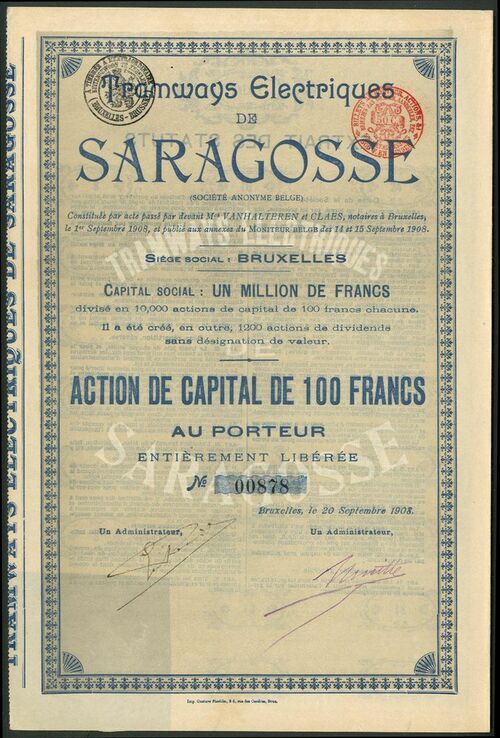 Tramways Electriques
DE
SARAGOSSE
(SOCIÉTÉ ANONYME BELGE)
Constituée par acte passé par devant Mes VANHALTEREN et CLAES, notaires à Bruxelles,
le 1er Septembre 1908, et publié aux annexes du MONITEUR BELGE des 14 et 15 Septembre 1908.
SIÈGE SOCIAL : BRUXELLES
CAPITAL SOCIAL : UN MILLION DE FRANCS
divisé en 10,000 actions de capital de 100 francs chacune.
Il a été créé, en outre, 1200 actions de dividende
sans désignation de valeur.
TRAMWAYS ELECTRIQUES
DE
SARAGOSSE
ACTION DE CAPITAL DE 100 FRANCS
AU PORTEUR
ENTIÈREMENT LIBÉRÉE
No 00878
Bruxelles, le 20 Septembre 1908.
Un Administrateur,
Un Administrateur,
TRAMWAYS ELECTRIQUES DE SARAGOSSE